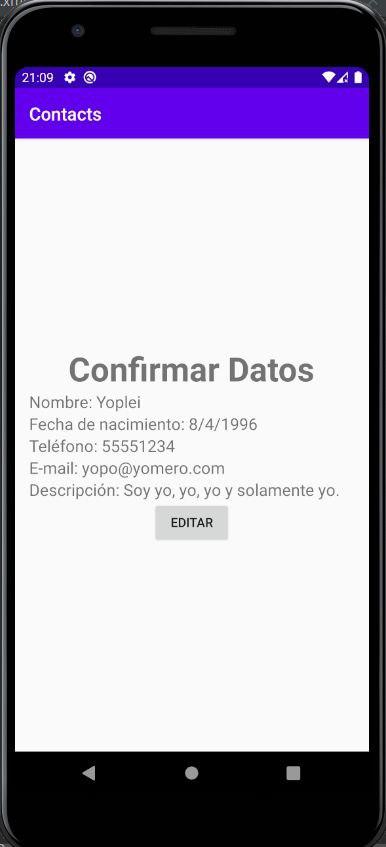 21:09
Contacts
Confirmar Datos
Nombre: Yoplei
Fecha de nacimiento: 8/4/1996
Teléfono: 55551234
E-mail: yopo@yomero.com
Descripción: Soy yo, yo, yo y solamente yo.
EDITAR